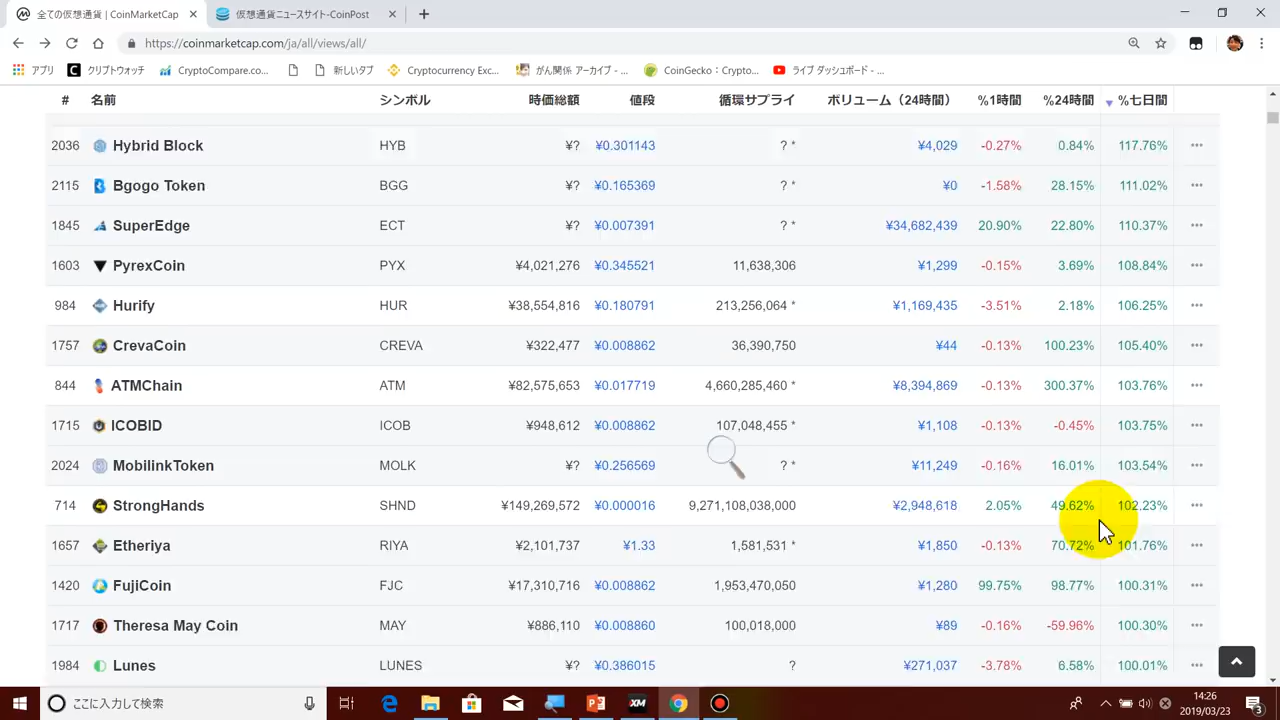 全ての仮想通貨 | CoinMarketCap
仮想通貨ニュースサイト-CoinPost
https://coinmarketcap.com/ja/all/views/all/
アプリ クリプトウォッチ CryptoCompare.co... 新しいタブ Cryptocurrency Exc... がん関係 アーカイブ - ... CoinGecko：Crypto... ライブ ダッシュボード - ...
# 名前 シンボル 時価総額 値段 循環サプライ ボリューム（24時間） %1時間 %24時間 %七日間
2036 Hybrid Block HYB ¥? ¥0.301143 ? * ¥4,029 -0.27% 0.84% 117.76%
2115 Bgogo Token BGG ¥? ¥0.165369 ? * ¥0 -1.58% 28.15% 111.02%
1845 SuperEdge ECT ¥? ¥0.007391 ? * ¥34,682,439 20.90% 22.80% 110.37%
1603 PyrexCoin PYX ¥4,021,276 ¥0.345521 11,638,306 ¥1,299 -0.15% 3.69% 108.84%
984 Hurify HUR ¥38,554,816 ¥0.180791 213,256,064 * ¥1,169,435 -3.51% 2.18% 106.25%
1757 CrevaCoin CREVA ¥322,477 ¥0.008862 36,390,750 ¥44 -0.13% 100.23% 105.40%
844 ATMChain ATM ¥82,575,653 ¥0.017719 4,660,285,460 * ¥8,394,869 -0.13% 300.37% 103.76%
1715 ICOBID ICOB ¥948,612 ¥0.008862 107,048,455 * ¥1,108 -0.13% -0.45% 103.75%
2024 MobilinkToken MOLK ¥? ¥0.256569 ? * ¥11,249 -0.16% 16.01% 103.54%
714 StrongHands SHND ¥149,269,572 ¥0.000016 9,271,108,038,000 ¥2,948,618 2.05% 49.62% 102.23%
1657 Etheriya RIYA ¥2,101,737 ¥1.33 1,581,531 * ¥1,850 -0.13% 70.72% 101.76%
1420 FujiCoin FJC ¥17,310,716 ¥0.008862 1,953,470,050 ¥1,280 99.75% 98.77% 100.31%
1717 Theresa May Coin MAY ¥886,110 ¥0.008860 100,018,000 ¥89 -0.16% -59.96% 100.30%
1984 Lunes LUNES ¥? ¥0.386015 ? ¥271,037 -3.78% 6.58% 100.01%
ここに入力して検索
XM
14:26
2019/03/23
3